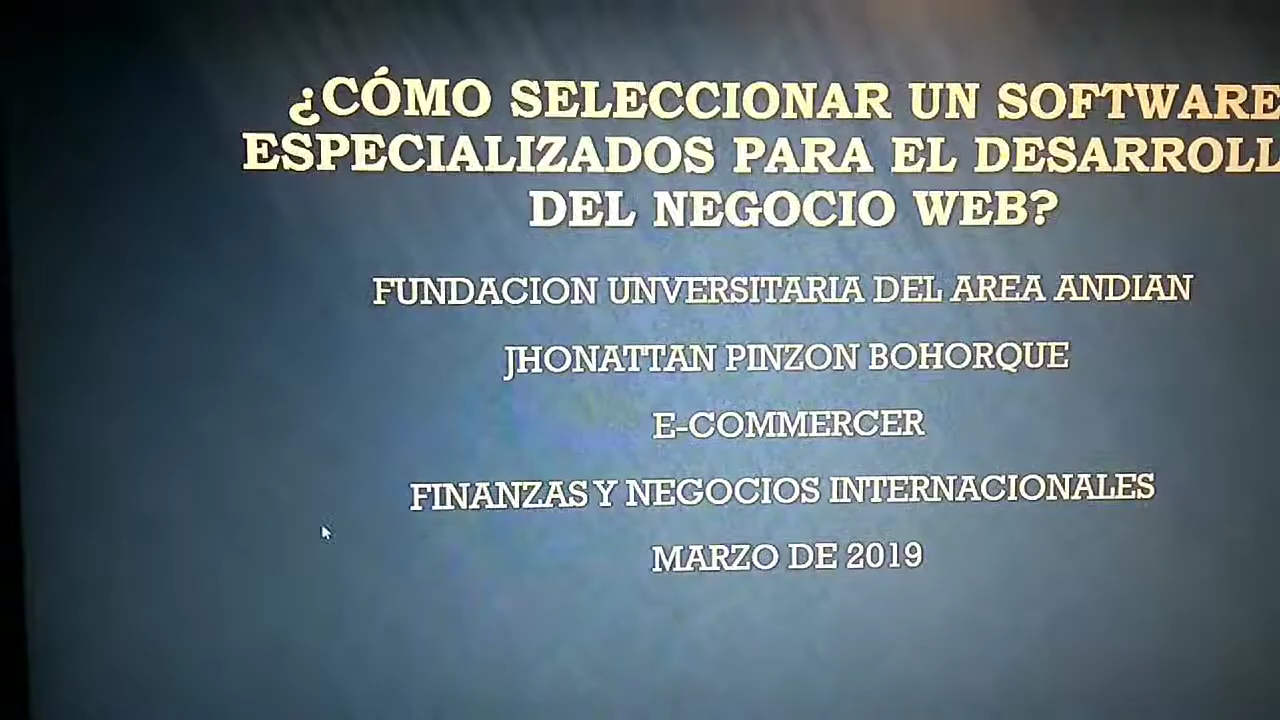 ¿CÓMO SELECCIONAR UN SOFTWARE
ESPECIALIZADOS PARA EL DESARROLL
DEL NEGOCIO WEB?
FUNDACION UNVERSITARIA DEL AREA ANDIAN
JHONATTAN PINZON BOHORQUE
E-COMMERCER
FINANZAS Y NEGOCIOS INTERNACIONALES
MARZO DE 2019